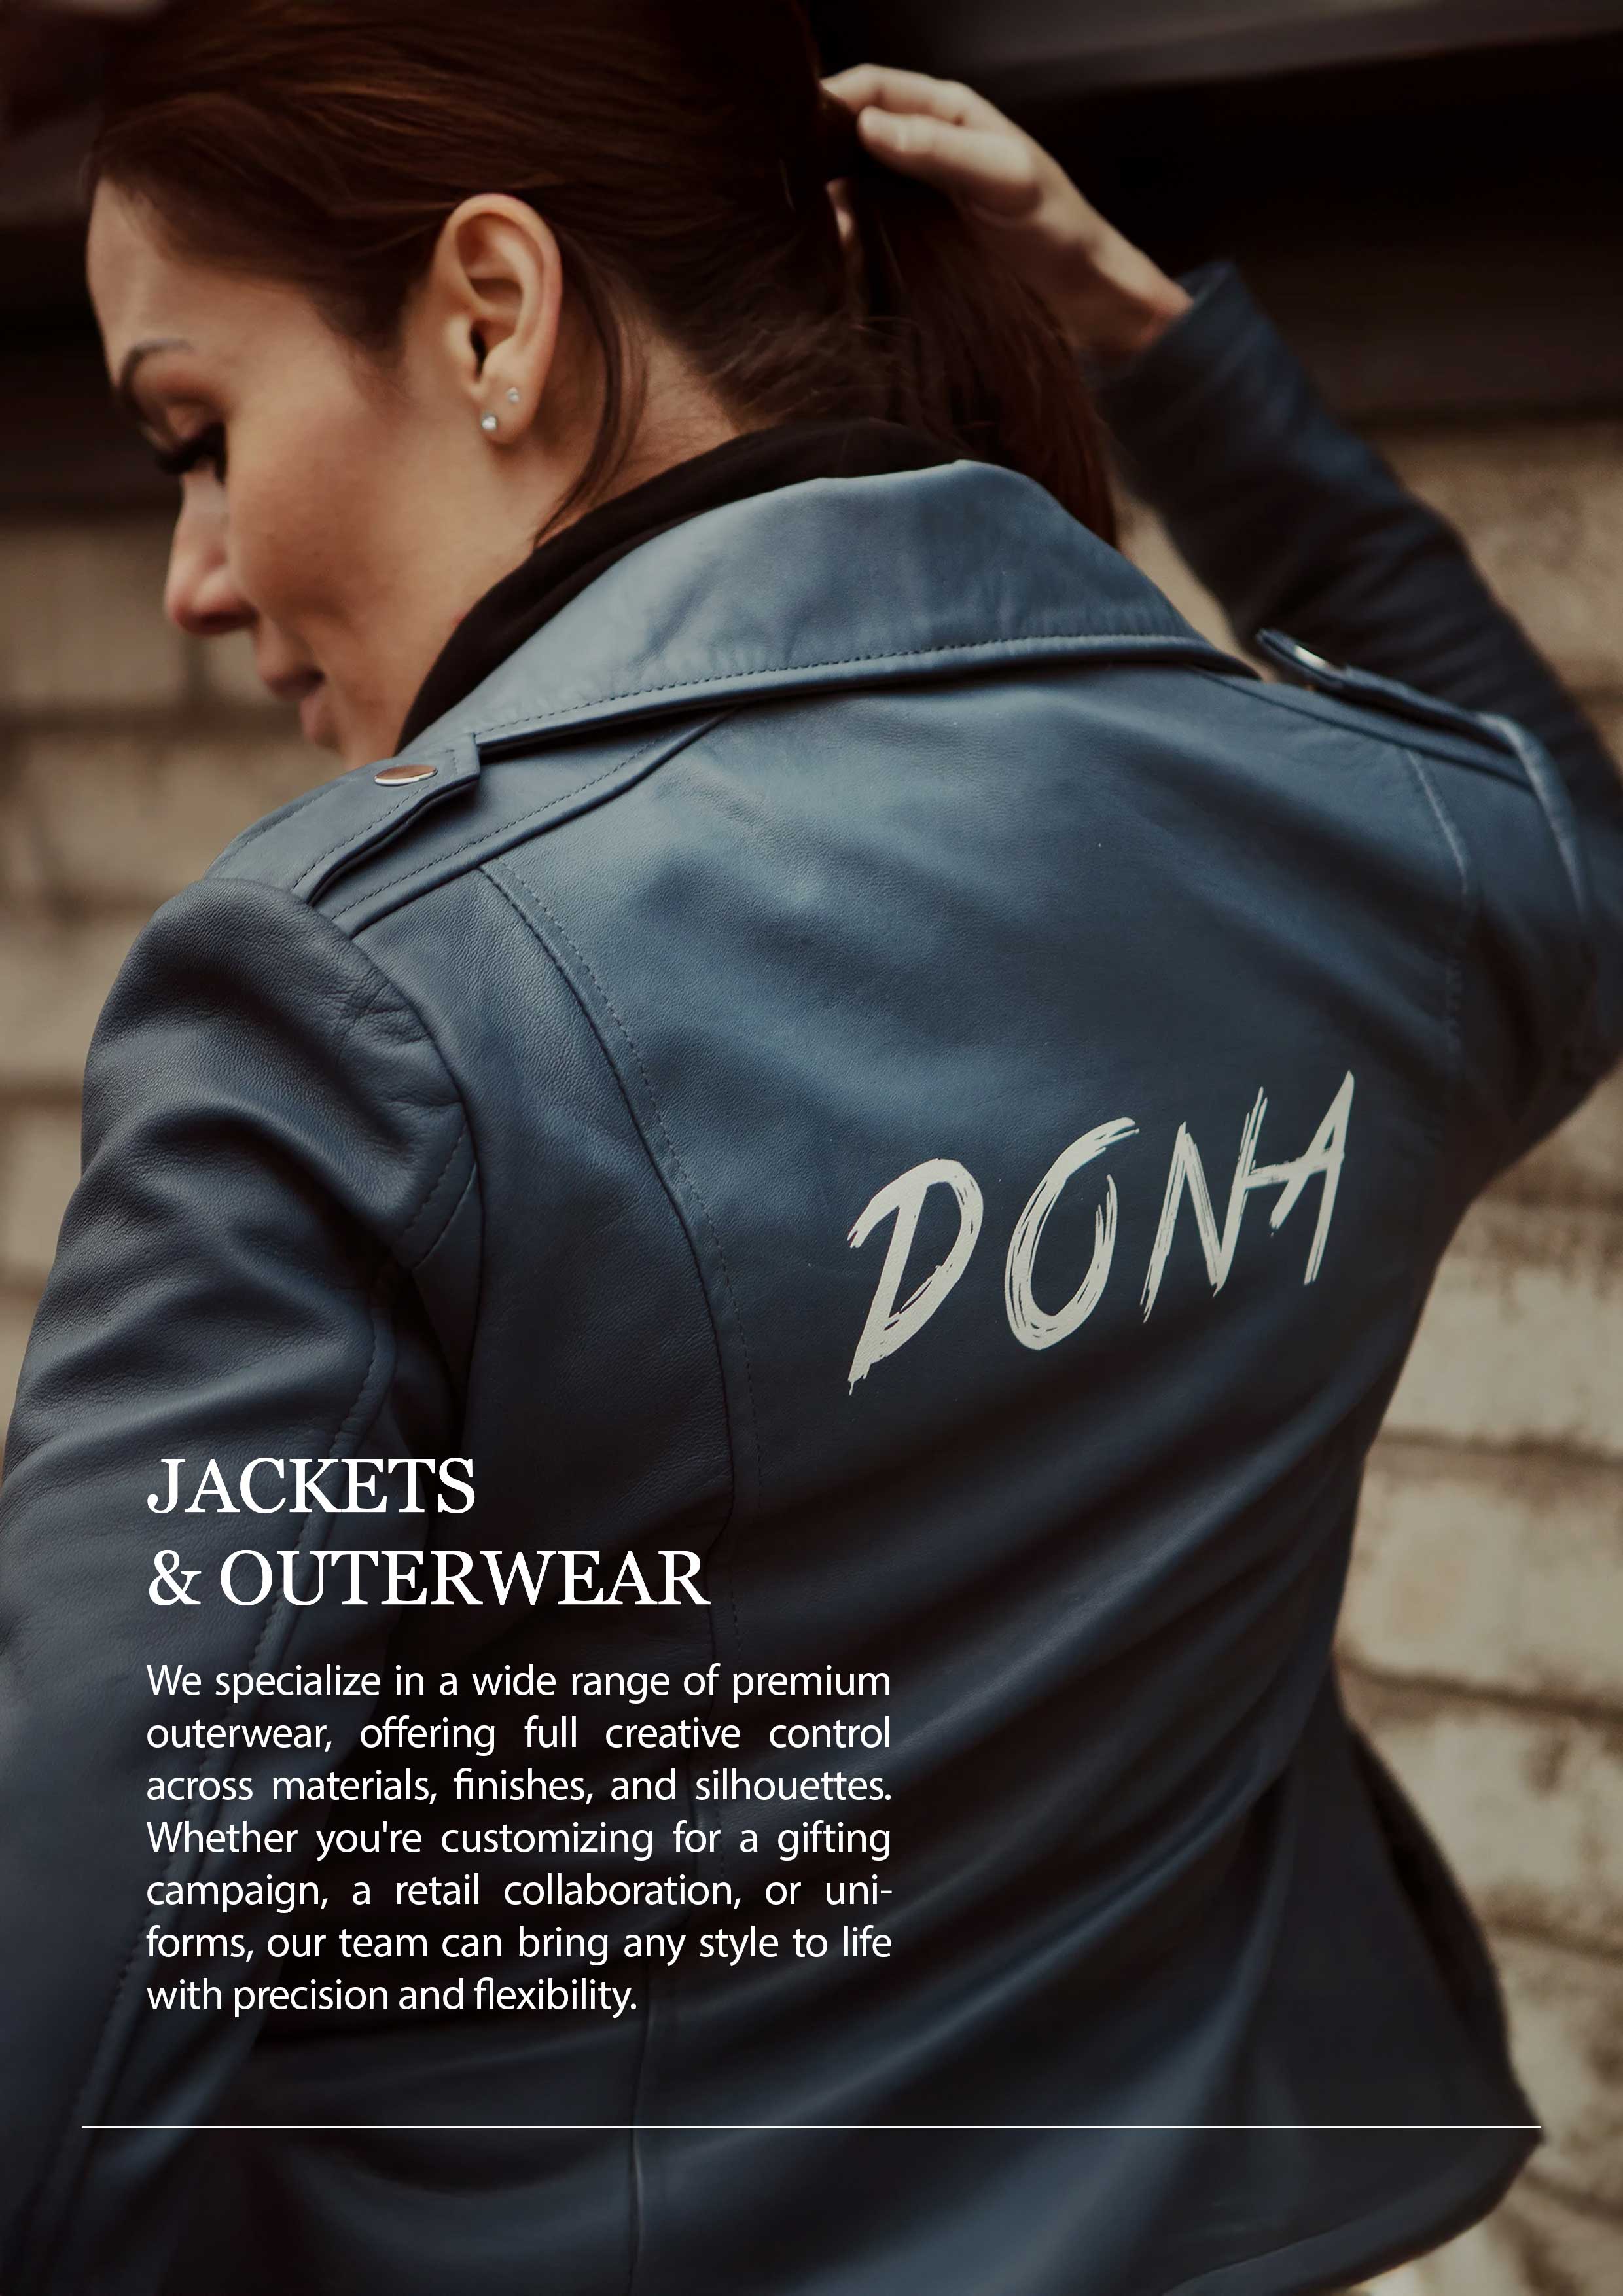 DONA
JACKETS
& OUTERWEAR
We specialize in a wide range of premium
outerwear, offering full creative control
across materials, finishes, and silhouettes.
Whether you're customizing for a gifting
campaign, a retail collaboration, or uni-
forms, our team can bring any style to life
with precision and flexibility.